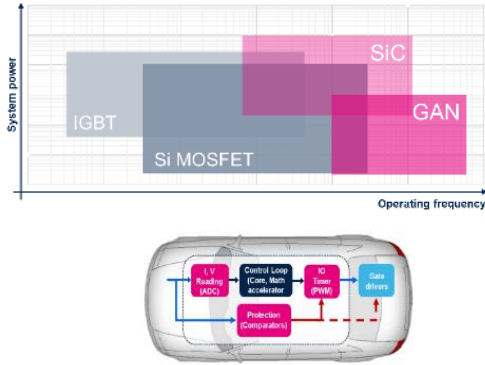 System power
SiC
IGBT
GAN
Si MOSFET
Operating frequency
I, V
Reading
(ADC)
Control Loop
(Core, Math
accelerator
IO
Timer
(PWM)
Gate
drivers
Protection
(Comparators)